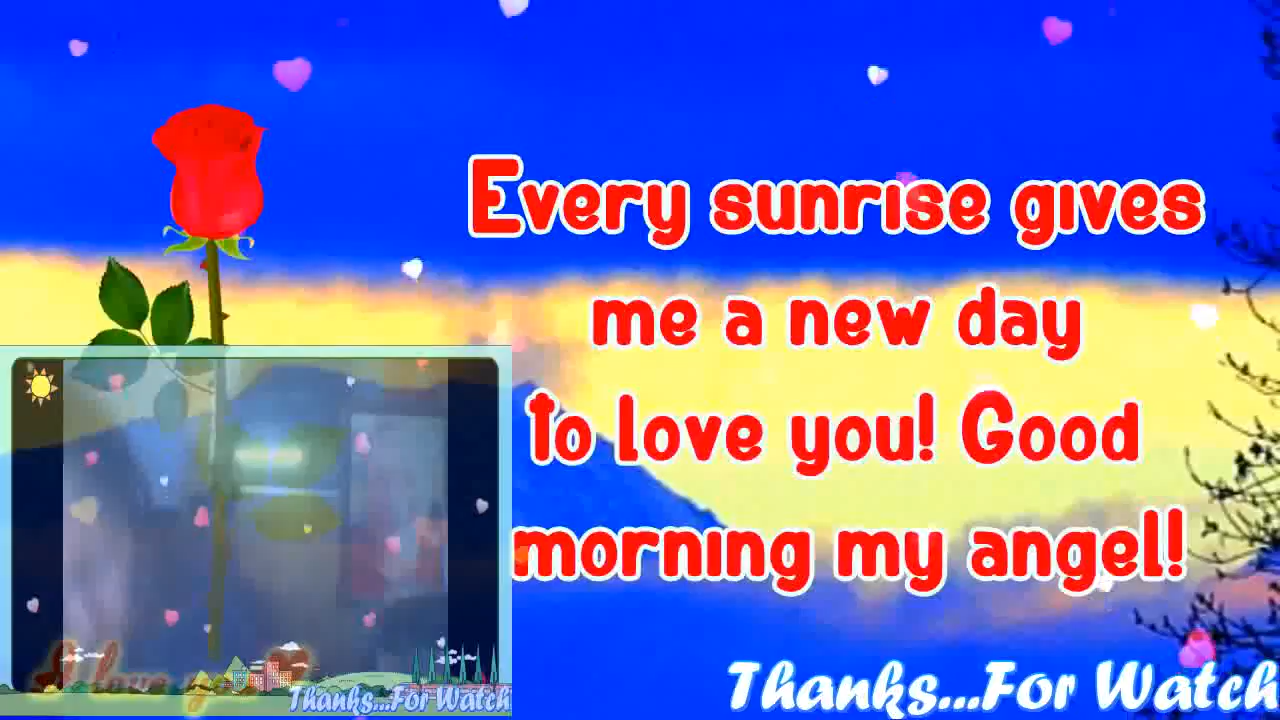 Every sunrise gives
me a new day
to love you! Good
morning my angel!
Thanks...For Watch
Thanks...For Watch